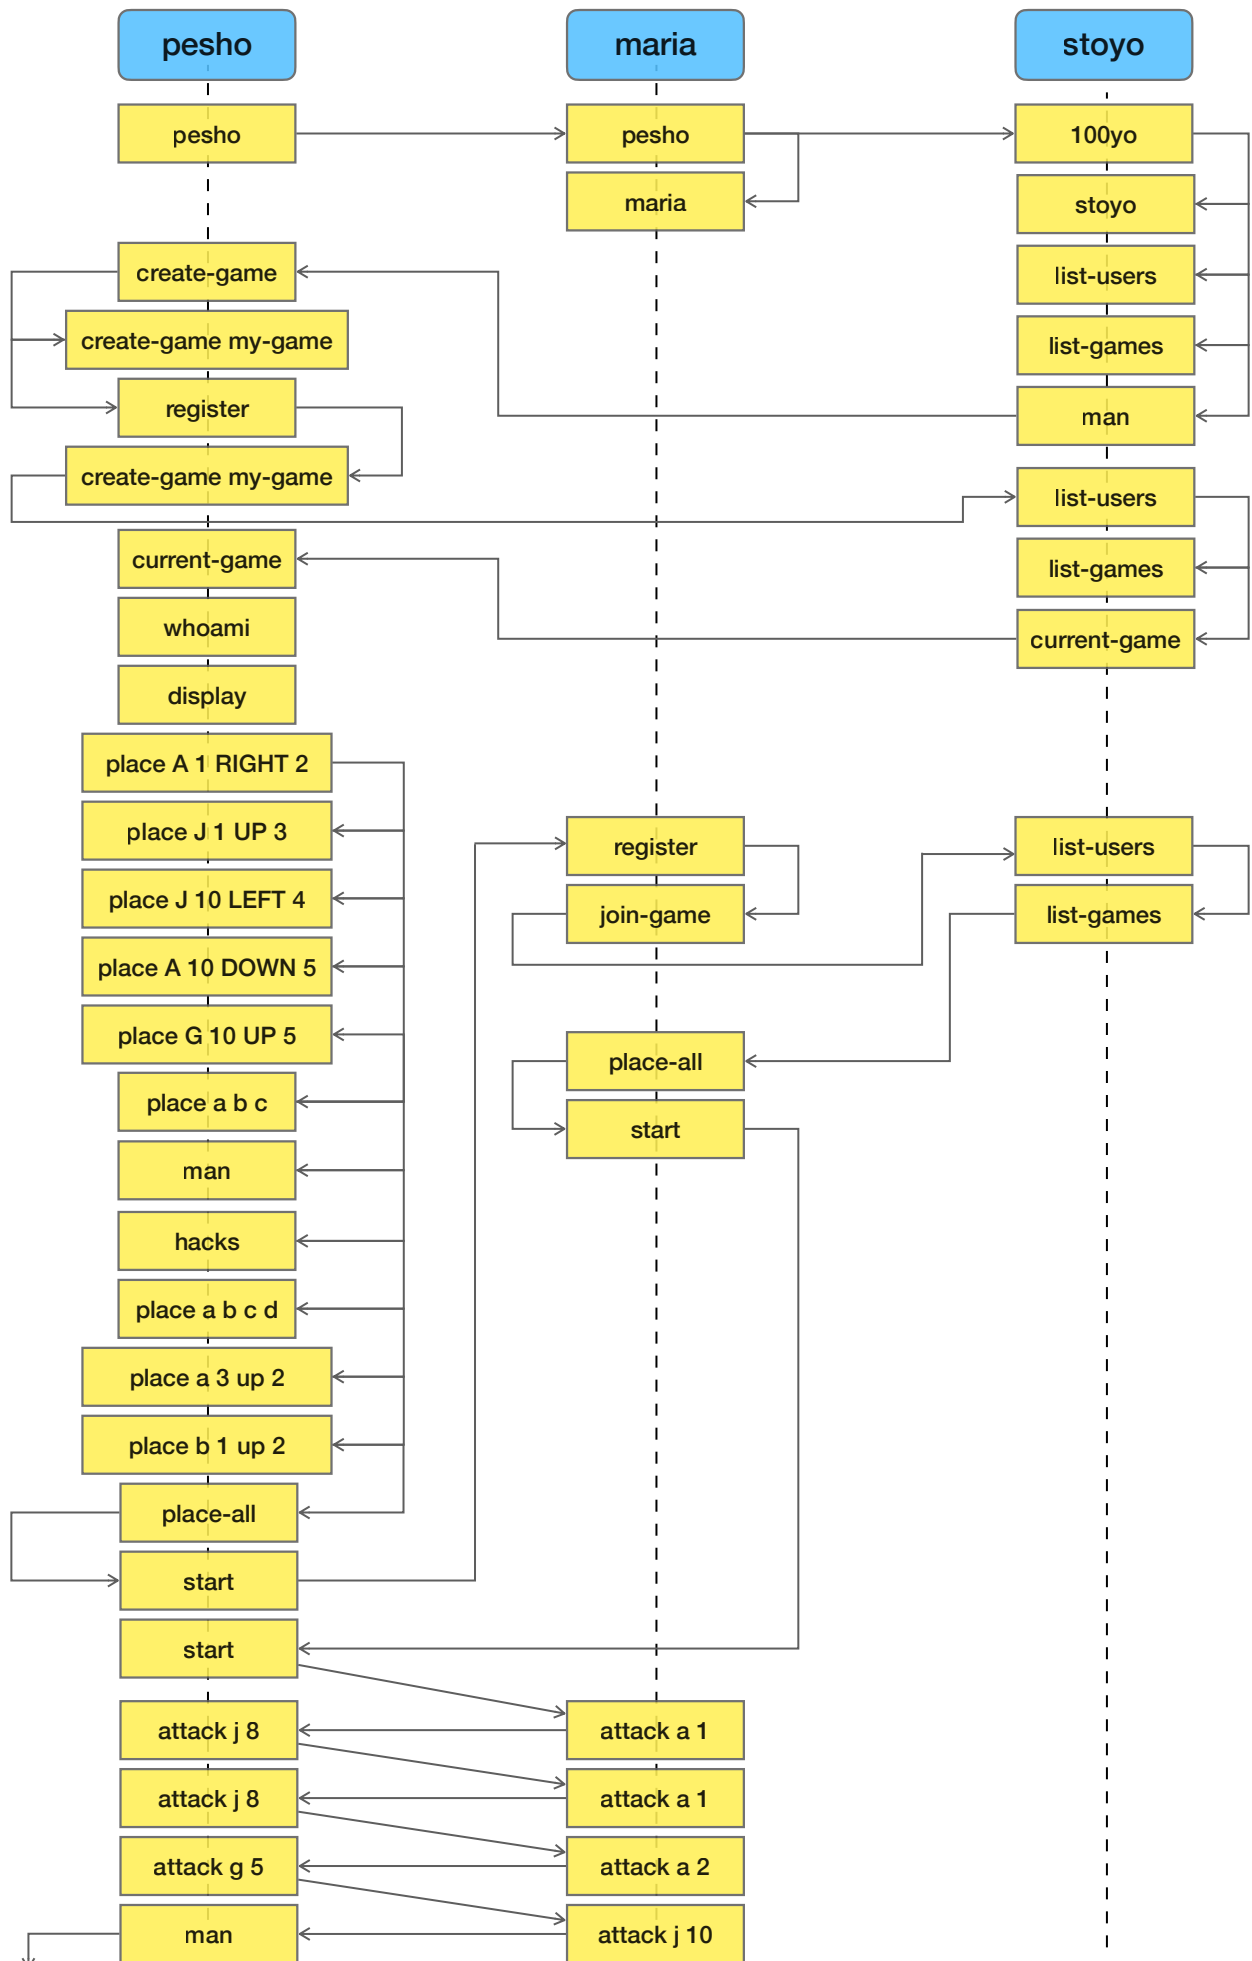 pesho
maria
stoyo
pesho
pesho
100yo
maria
stoyo
create-game
list-users
create-game my-game
list-games
register
man
create-game my-game
list-users
current-game
list-games
whoami
current-game
display
place A 1 RIGHT 2
place J 1 UP 3
register
list-users
place J 10 LEFT 4
join-game
list-games
place A 10 DOWN 5
place G 10 UP 5
place-all
place a b c
start
man
hacks
place a b c d
place a 3 up 2
place b 1 up 2
place-all
start
start
attack j 8
attack a 1
attack j 8
attack a 1
attack g 5
attack a 2
man
attack j 10